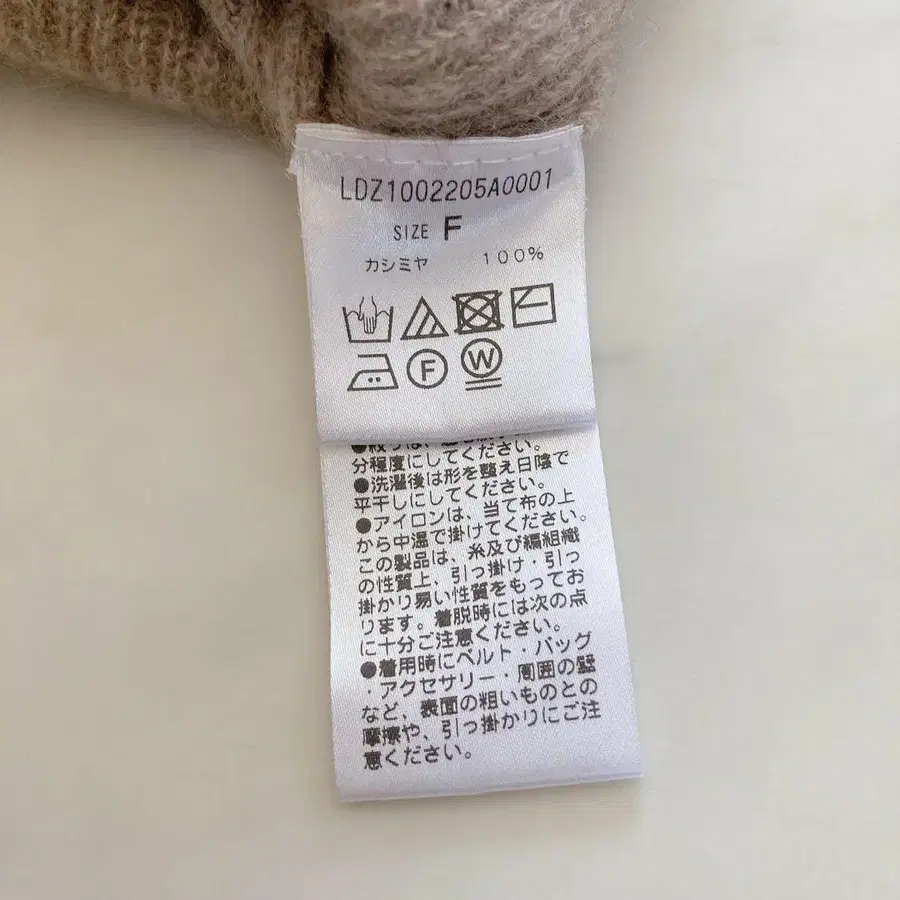 LDZ1002205A0001
SIZE F
カシミヤ 100%
F W
分程度にしてください。
●洗濯後は形を整え日陰で
平干しにしてください。
●アイロンは、当て布の上
から中温で掛けてください。
この製品は、糸及び編組織
の性質上、引っ掛け・引っ
掛かり易い性質をもってお
ります。着脱時には次の点
に十分ご注意ください。
●着用時にベルト・バッグ
・アクセサリー・周囲の壁
など、表面の粗いものとの
摩擦や、引っ掛かりにご注
意ください。